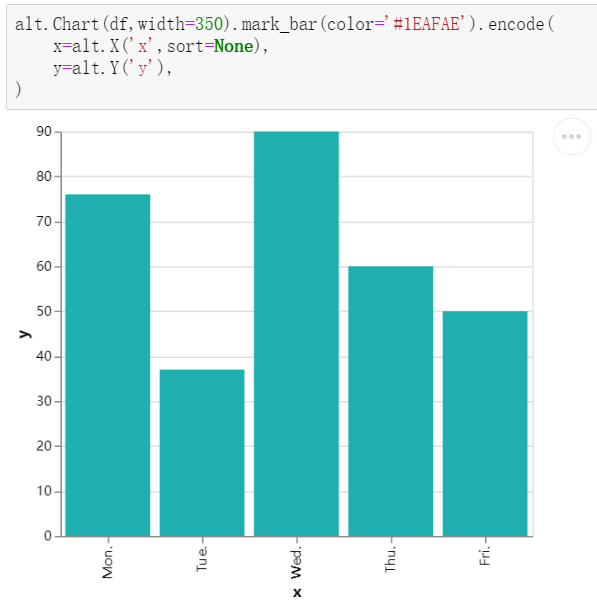 alt.Chart(df,width=350).mark_bar(color='#1EAFAE').encode(
    x=alt.X('x',sort=None),
    y=alt.Y('y'),
)
90
80
70
60
50
40
30
20
10
0
y
Mon.
Tue.
Wed.
Thu.
Fri.
x